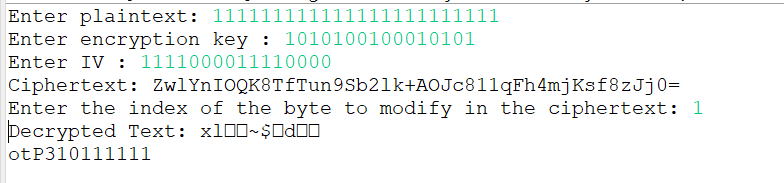 Enter plaintext: 111111111111111111111111
Enter encryption key : 1010100100010101
Enter IV : 1111000011110000
Ciphertext: ZwlYnIOQK8TfTun9Sb2lk+AOJc811qFh4mjKsf8zJj0=
Enter the index of the byte to modify in the ciphertext: 1
Decrypted Text: xl□□~$□d□□
otP310111111